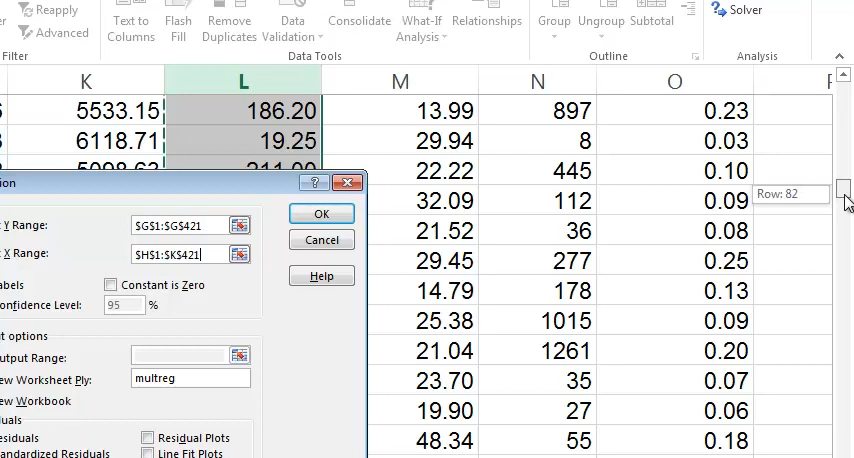 Reapply
Advanced
Filter
Text to Columns
Flash Fill
Remove Duplicates
Data Validation
Consolidate
What-If Analysis
Relationships
Data Tools
Group
Ungroup
Subtotal
Outline
Solver
Analysis
K L M N O
5533.15 186.20 13.99 897 0.23
6118.71 19.25 29.94 8 0.03
5098.63 211.00 22.22 445 0.10
32.09 112 0.09
21.52 36 0.08
29.45 277 0.25
14.79 178 0.13
25.38 1015 0.09
21.04 1261 0.20
23.70 35 0.07
19.90 27 0.06
48.34 55 0.18
Row: 82
ion
t Y Range: $G$1:$G$421
t X Range: $H$1:$K$421
abels Constant is Zero
onfidence Level: 95 %
OK
Cancel
Help
t options
utput Range:
ew Worksheet Ply: multreg
ew Workbook
uals
esiduals Residual Plots
andardized Residuals Line Fit Plots